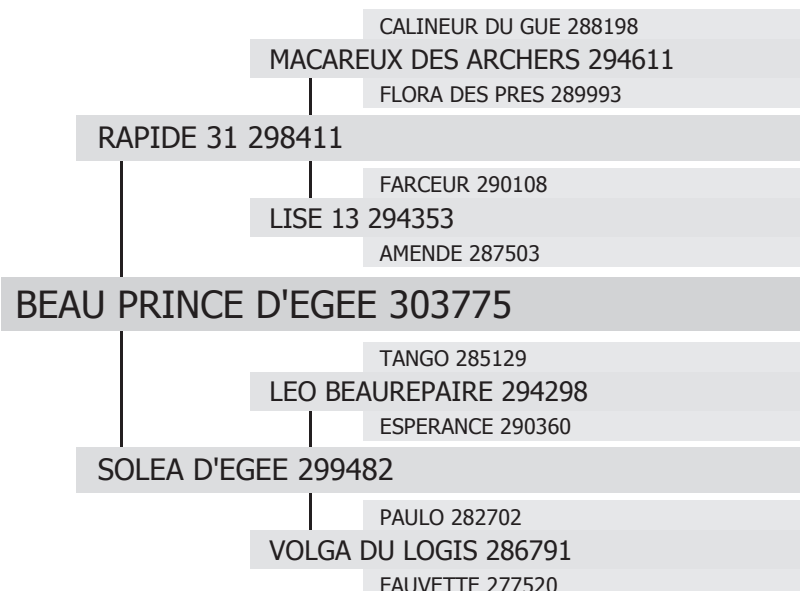 CALINEUR DU GUE 288198
MACAREUX DES ARCHERS 294611
FLORA DES PRES 289993
RAPIDE 31 298411
FARCEUR 290108
LISE 13 294353
AMENDE 287503
BEAU PRINCE D'EGEE 303775
TANGO 285129
LEO BEAUREPAIRE 294298
ESPERANCE 290360
SOLEA D'EGEE 299482
PAULO 282702
VOLGA DU LOGIS 286791
FAUVETTE 277520